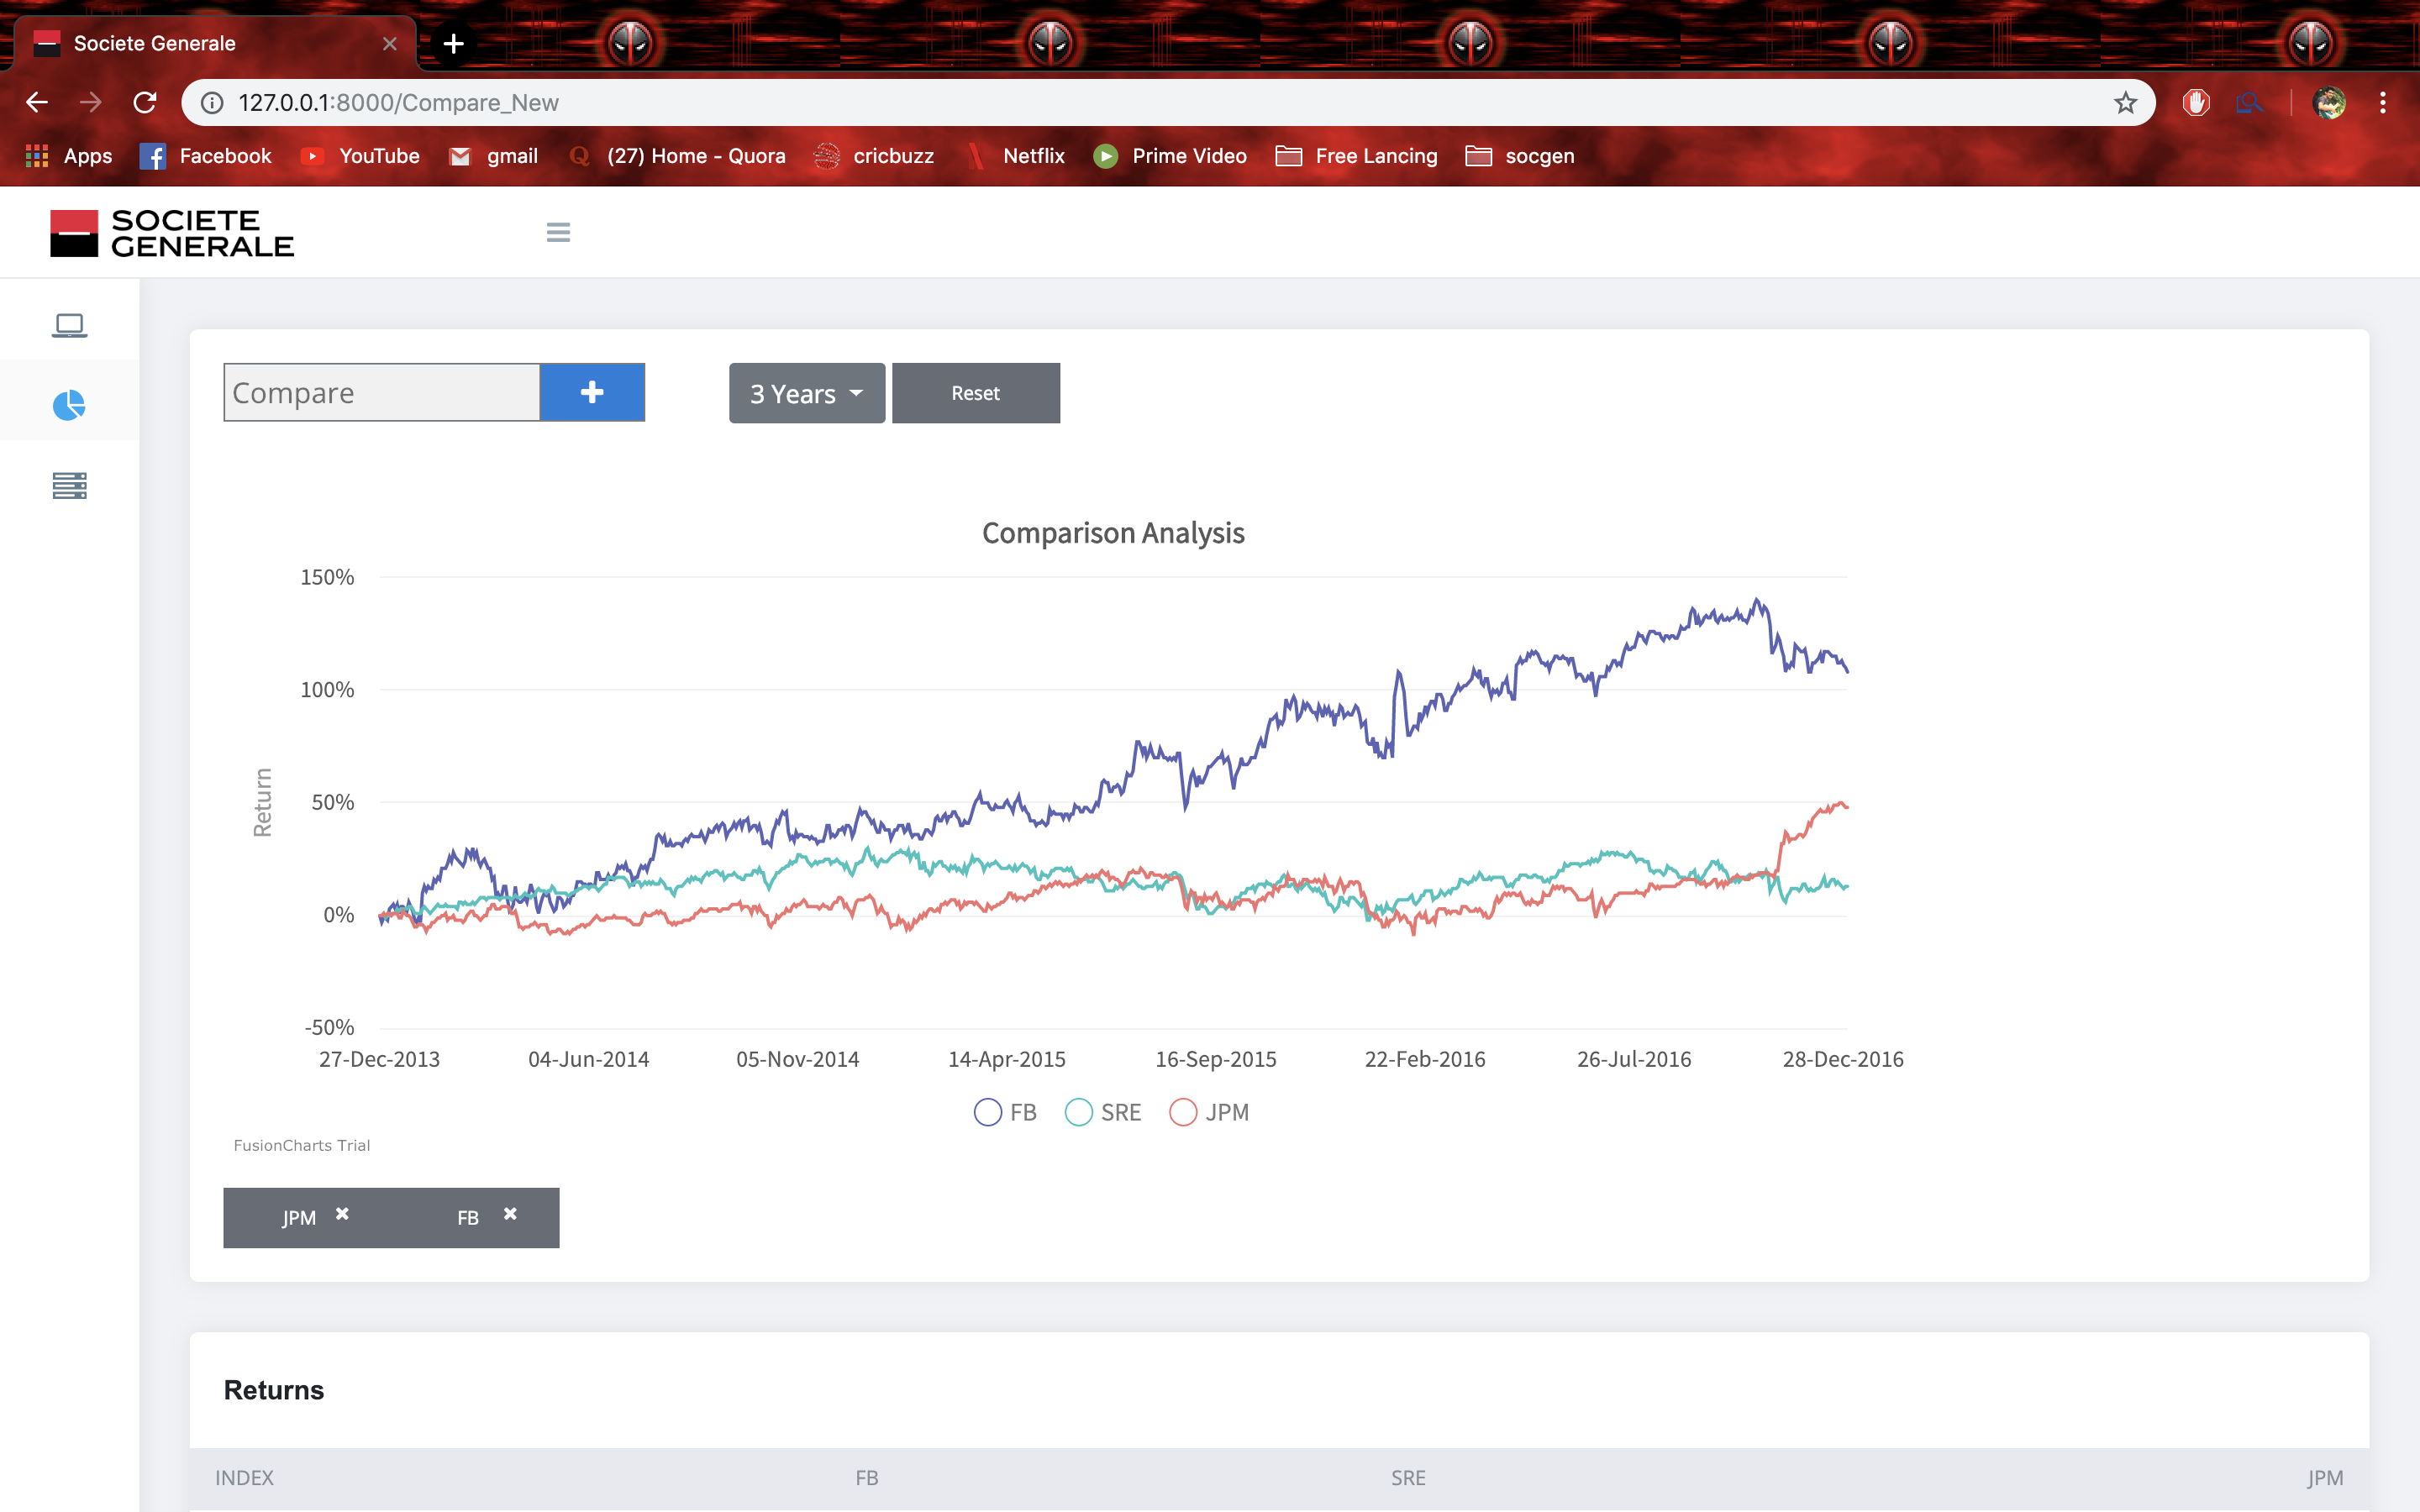 Societe Generale
127.0.0.1:8000/Compare_New
Apps Facebook YouTube gmail (27) Home - Quora cricbuzz Netflix Prime Video Free Lancing socgen
SOCIETE
GENERALE
Compare 3 Years Reset
Comparison Analysis
150%
100%
50%
0%
-50%
Return
27-Dec-2013 04-Jun-2014 05-Nov-2014 14-Apr-2015 16-Sep-2015 22-Feb-2016 26-Jul-2016 28-Dec-2016
FB SRE JPM
FusionCharts Trial
JPM FB
Returns
INDEX FB SRE JPM